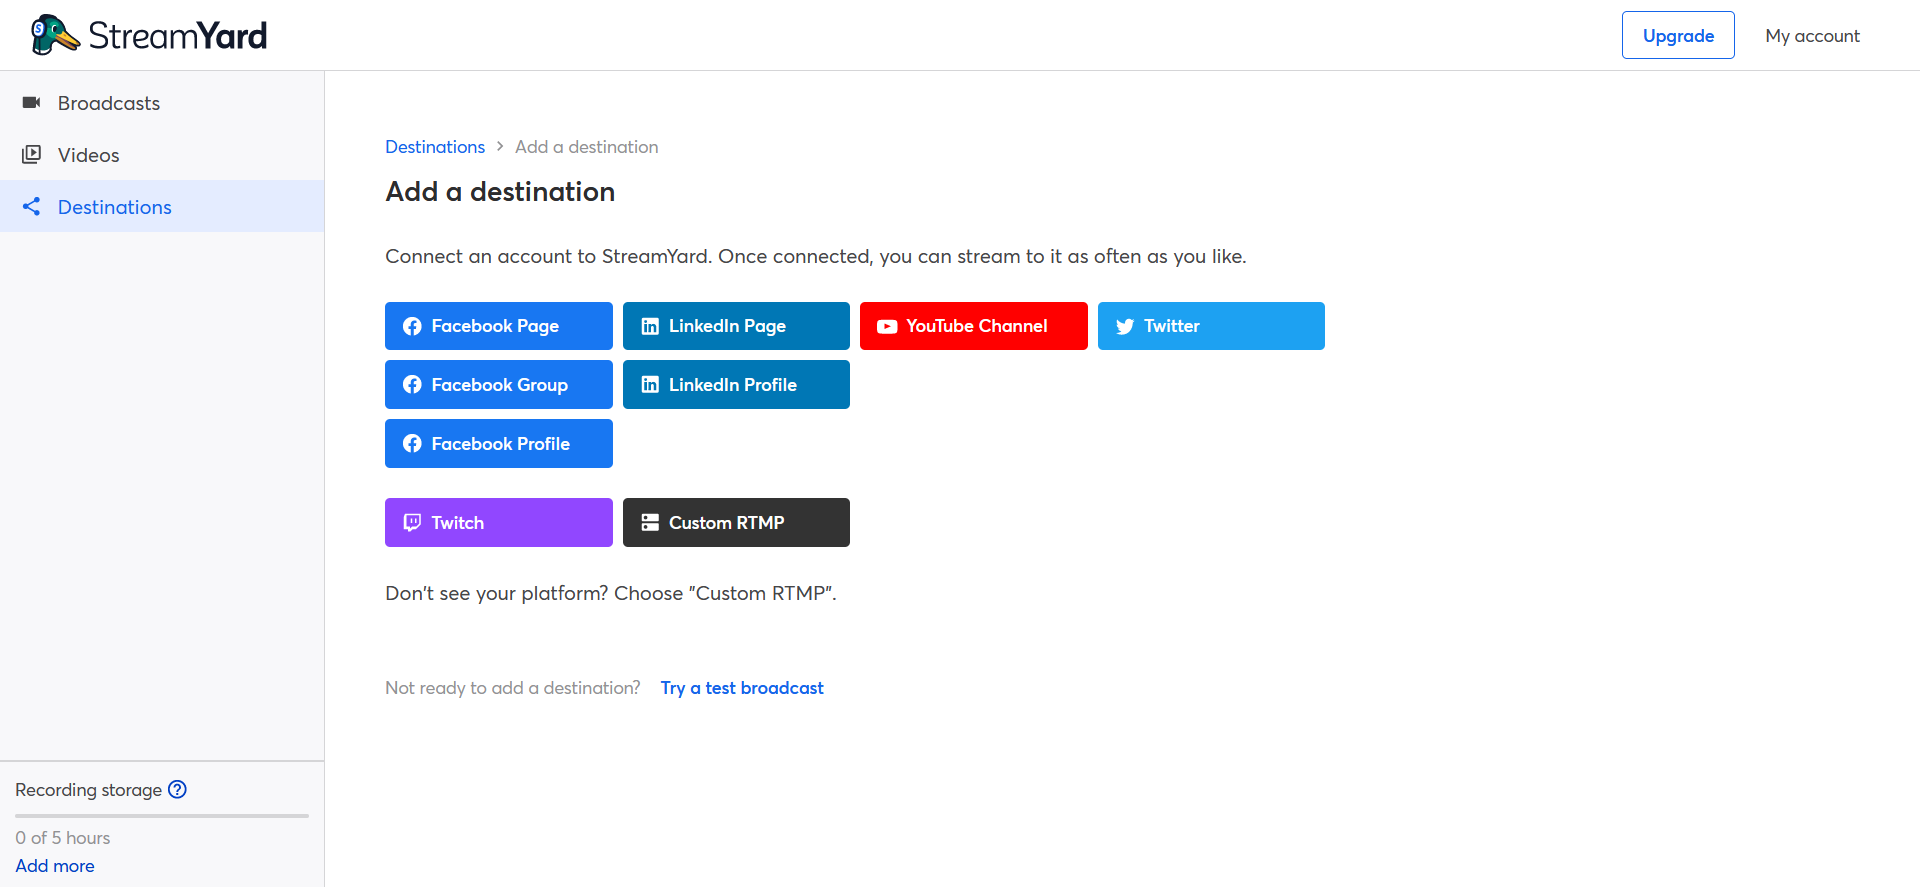 StreamYard
Upgrade
My account
Broadcasts
Videos
Destinations
Destinations > Add a destination
Add a destination
Connect an account to StreamYard. Once connected, you can stream to it as often as you like.
Facebook Page
LinkedIn Page
YouTube Channel
Twitter
Facebook Group
LinkedIn Profile
Facebook Profile
Twitch
Custom RTMP
Don't see your platform? Choose "Custom RTMP".
Not ready to add a destination? Try a test broadcast
Recording storage ?
0 of 5 hours
Add more